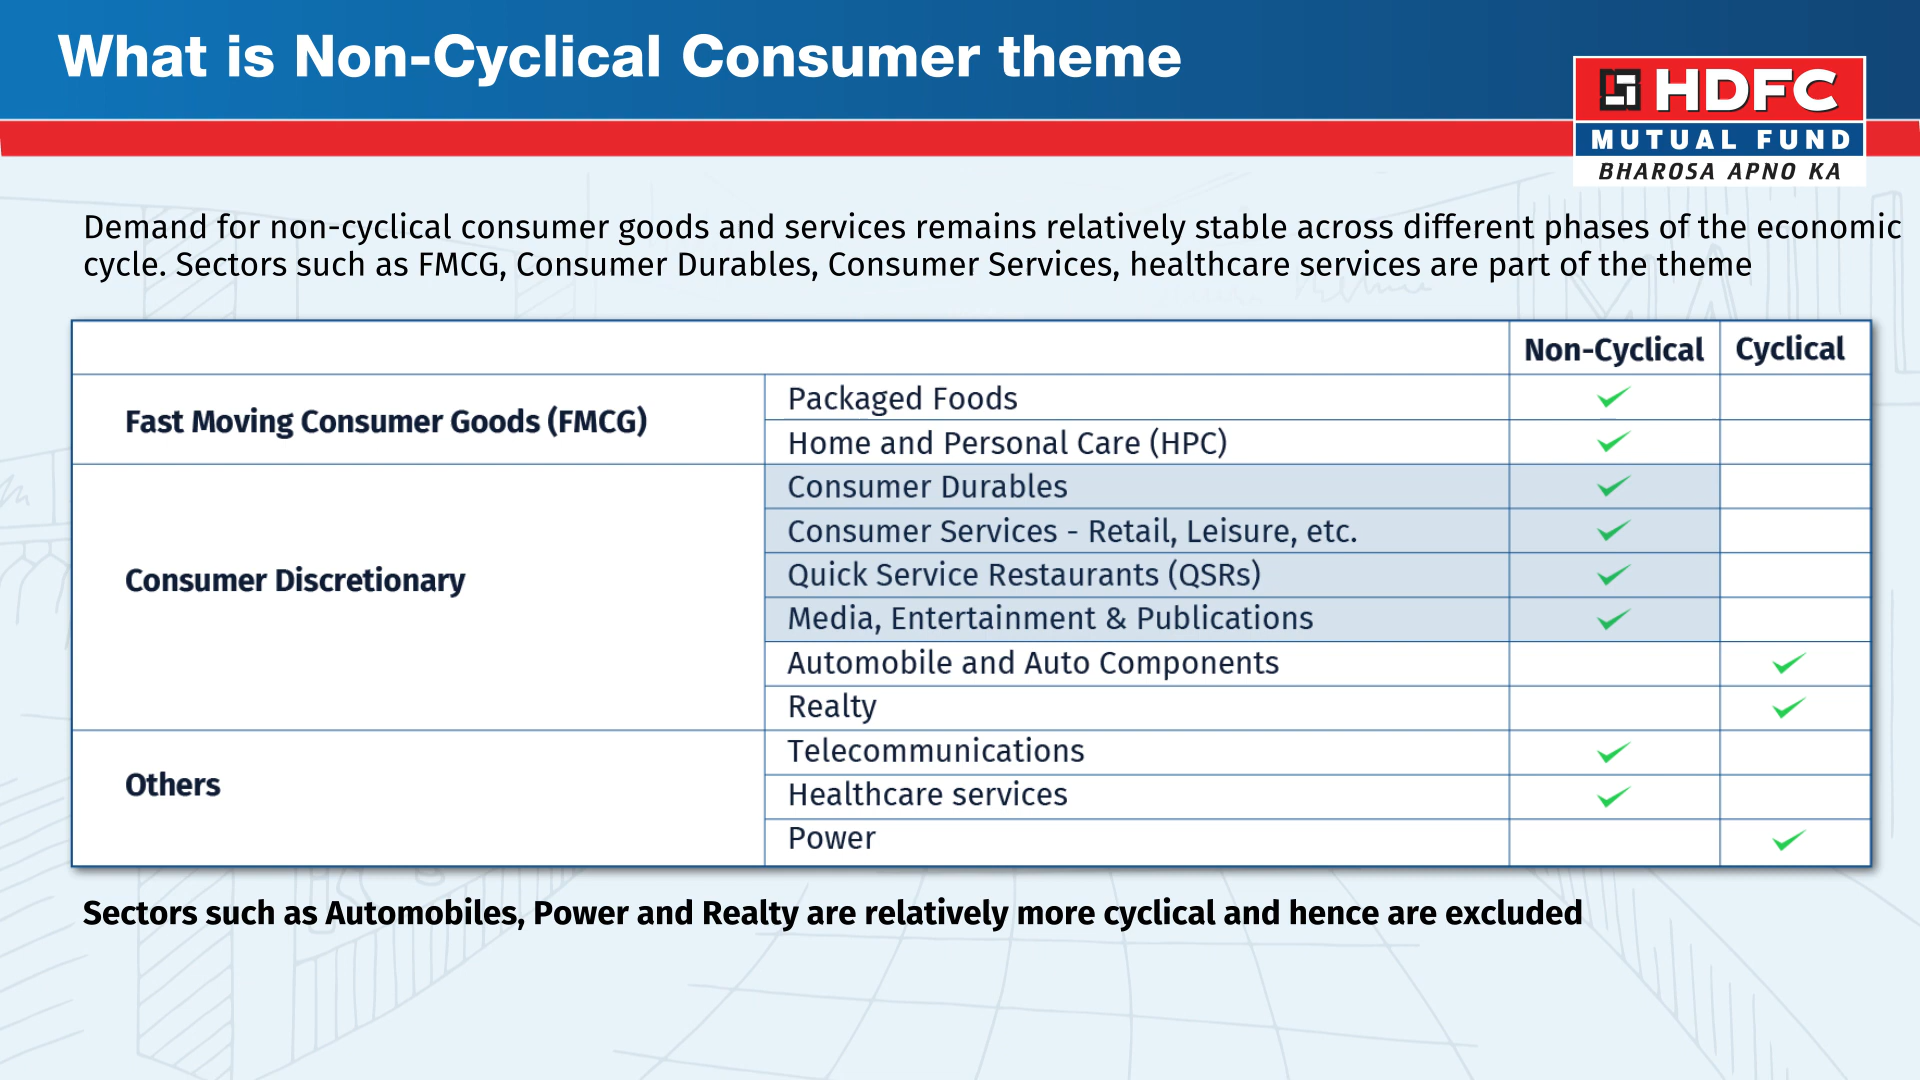 What is Non-Cyclical Consumer theme
HDFC
MUTUAL FUND
BHAROSA APNO KA
Demand for non-cyclical consumer goods and services remains relatively stable across different phases of the economic
cycle. Sectors such as FMCG, Consumer Durables, Consumer Services, healthcare services are part of the theme
Non-Cyclical Cyclical
Fast Moving Consumer Goods (FMCG)
Packaged Foods
Home and Personal Care (HPC)
Consumer Discretionary
Consumer Durables
Consumer Services - Retail, Leisure, etc.
Quick Service Restaurants (QSRs)
Media, Entertainment & Publications
Automobile and Auto Components
Realty
Others
Telecommunications
Healthcare services
Power
Sectors such as Automobiles, Power and Realty are relatively more cyclical and hence are excluded